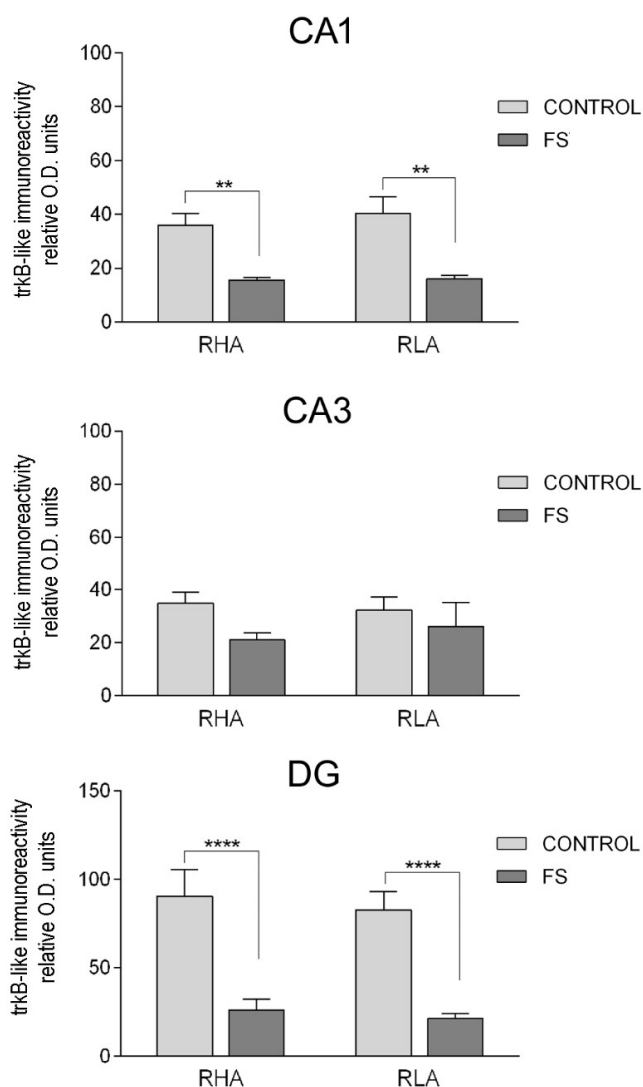 CA1
trkB-like immunoreactivity
relative O.D. units
100
80
60
40
20
0
**
**
CONTROL
FS
RHA
RLA
CA3
trkB-like immunoreactivity
relative O.D. units
100
80
60
40
20
0
CONTROL
FS
RHA
RLA
DG
trkB-like immunoreactivity
relative O.D. units
150
100
50
0
****
****
CONTROL
FS
RHA
RLA